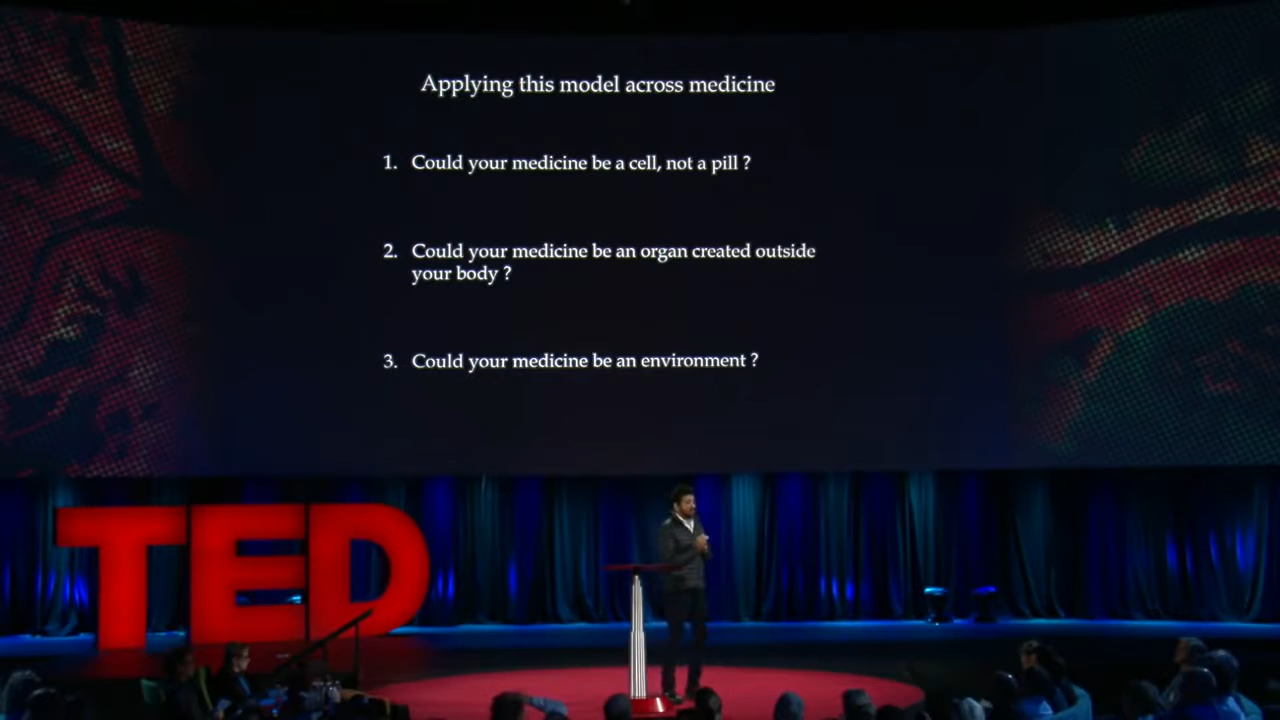 Applying this model across medicine
1. Could your medicine be a cell, not a pill ?
2. Could your medicine be an organ created outside
your body ?
3. Could your medicine be an environment ?
TED